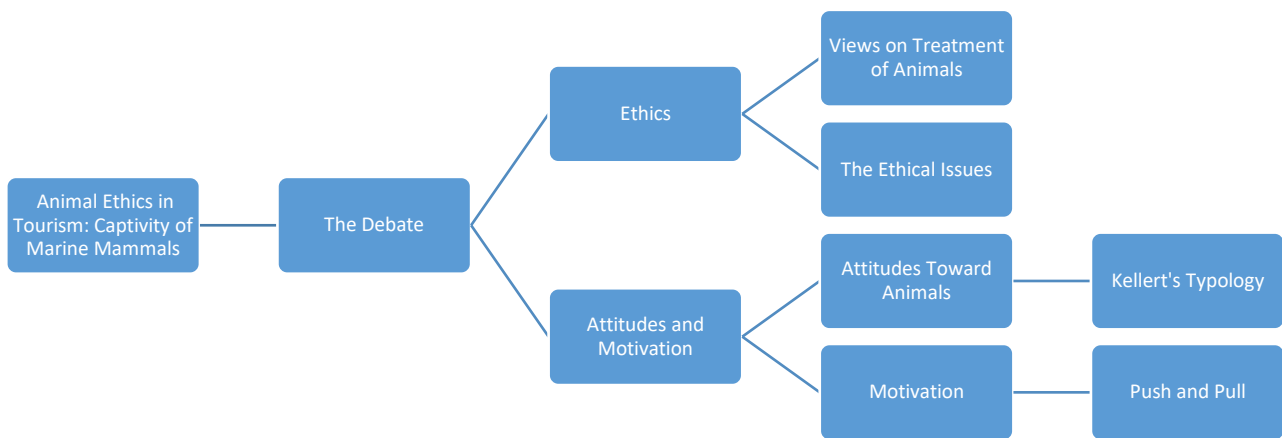 Animal Ethics in
Tourism: Captivity of
Marine Mammals
The Debate
Ethics
Views on Treatment
of Animals
The Ethical Issues
Attitudes and
Motivation
Attitudes Toward
Animals
Kellert's Typology
Motivation
Push and Pull